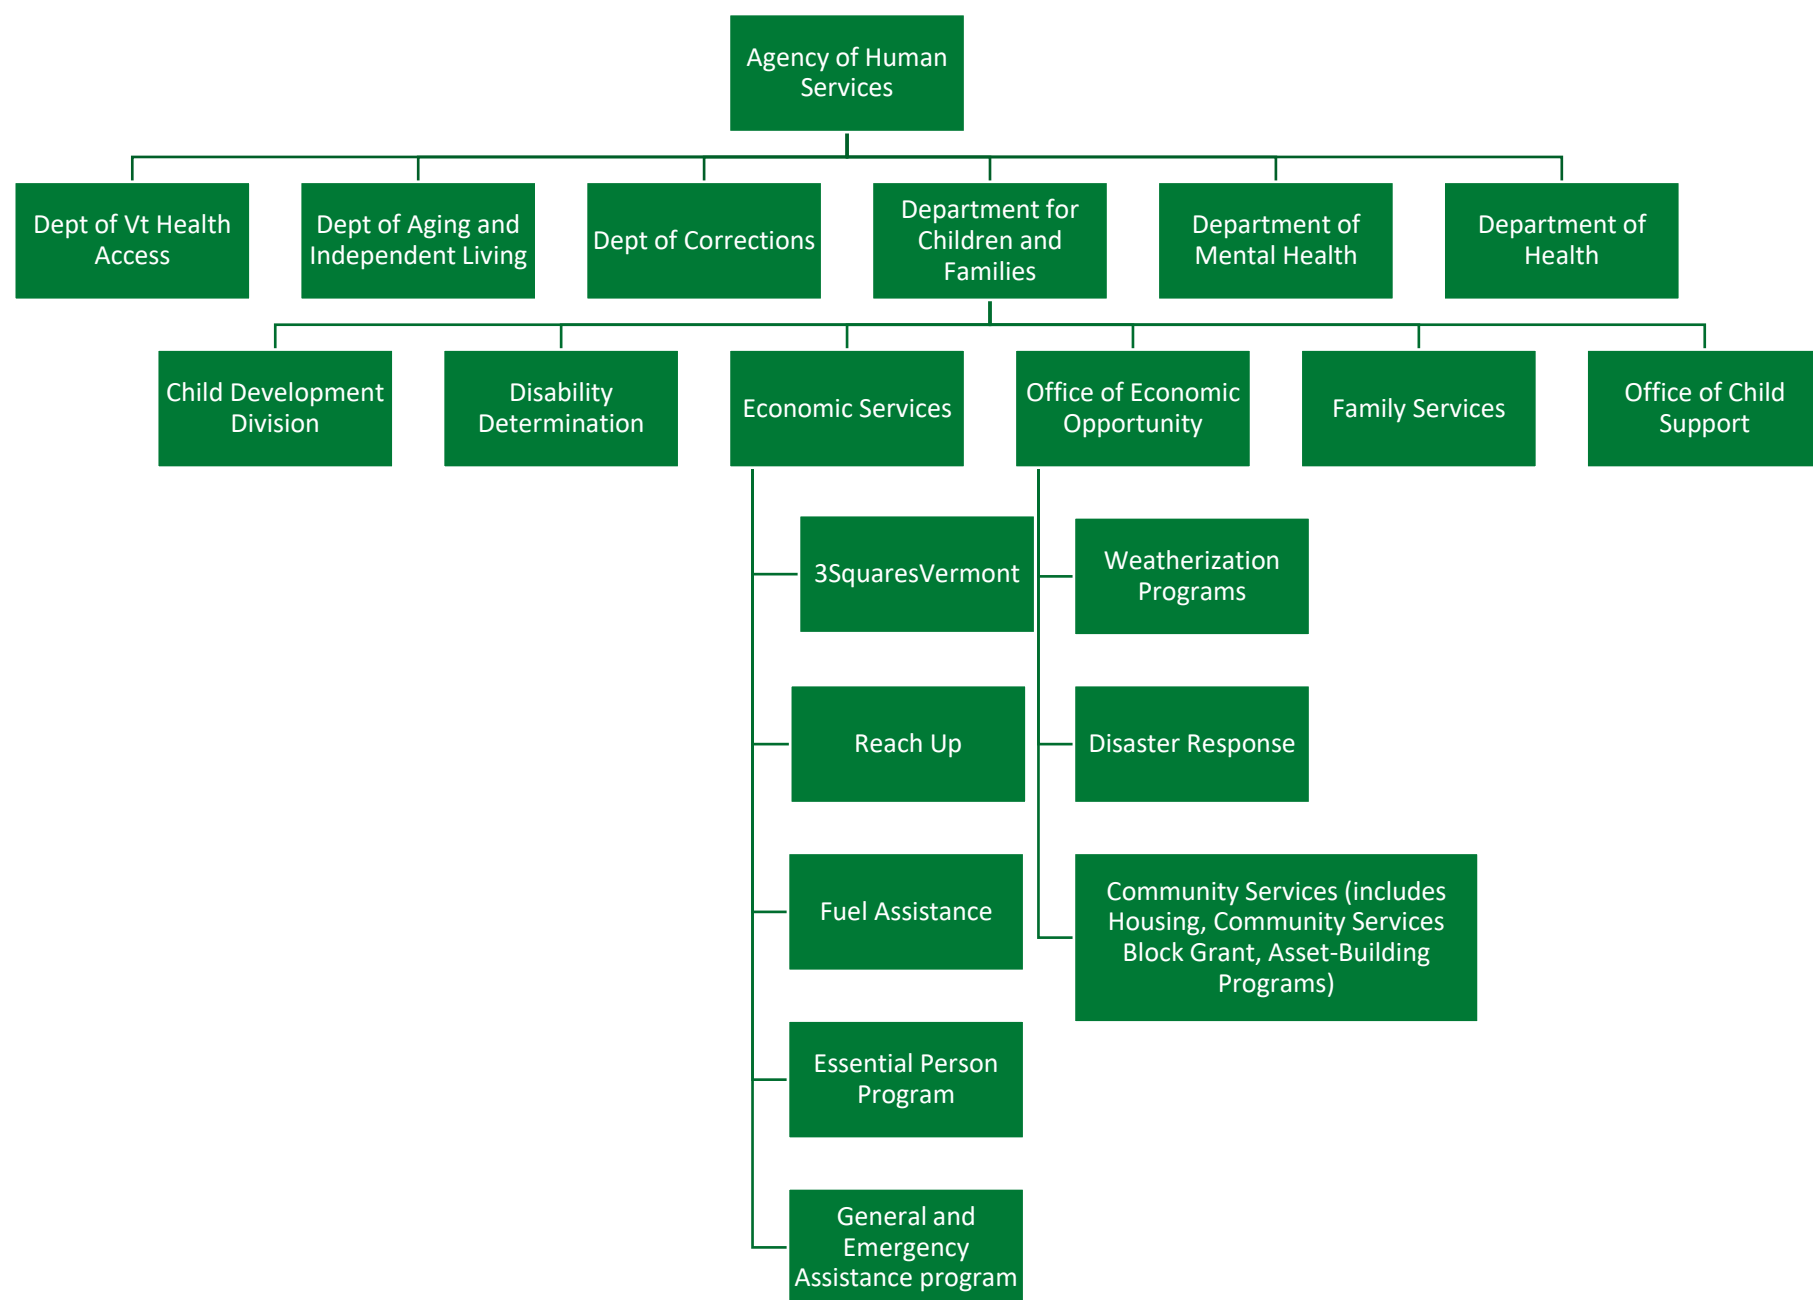 Agency of Human
Services
Dept of Vt Health
Access
Dept of Aging and
Independent Living
Dept of Corrections
Department for
Children and
Families
Department of
Mental Health
Department of
Health
Child Development
Division
Disability
Determination
Economic Services
Office of Economic
Opportunity
Family Services
Office of Child
Support
3SquaresVermont
Reach Up
Fuel Assistance
Essential Person
Program
General and
Emergency
Assistance program
Weatherization
Programs
Disaster Response
Community Services (includes
Housing, Community Services
Block Grant, Asset-Building
Programs)